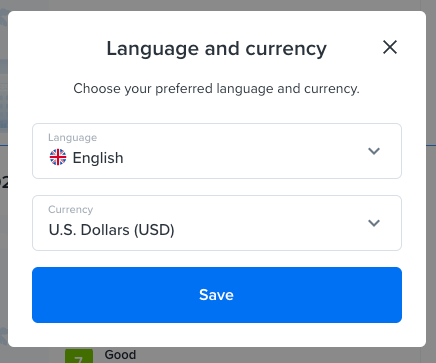 Language and currency
Choose your preferred language and currency.
Language
English
Currency
U.S. Dollars (USD)
Save
7
Good